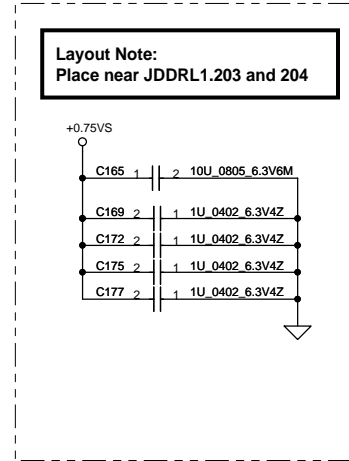 Layout Note:
Place near JDDRL1.203 and 204
+0.75VS
C165 1 2 10U_0805_6.3V6M
C169 2 1 1U_0402_6.3V4Z
C172 2 1 1U_0402_6.3V4Z
C175 2 1 1U_0402_6.3V4Z
C177 2 1 1U_0402_6.3V4Z